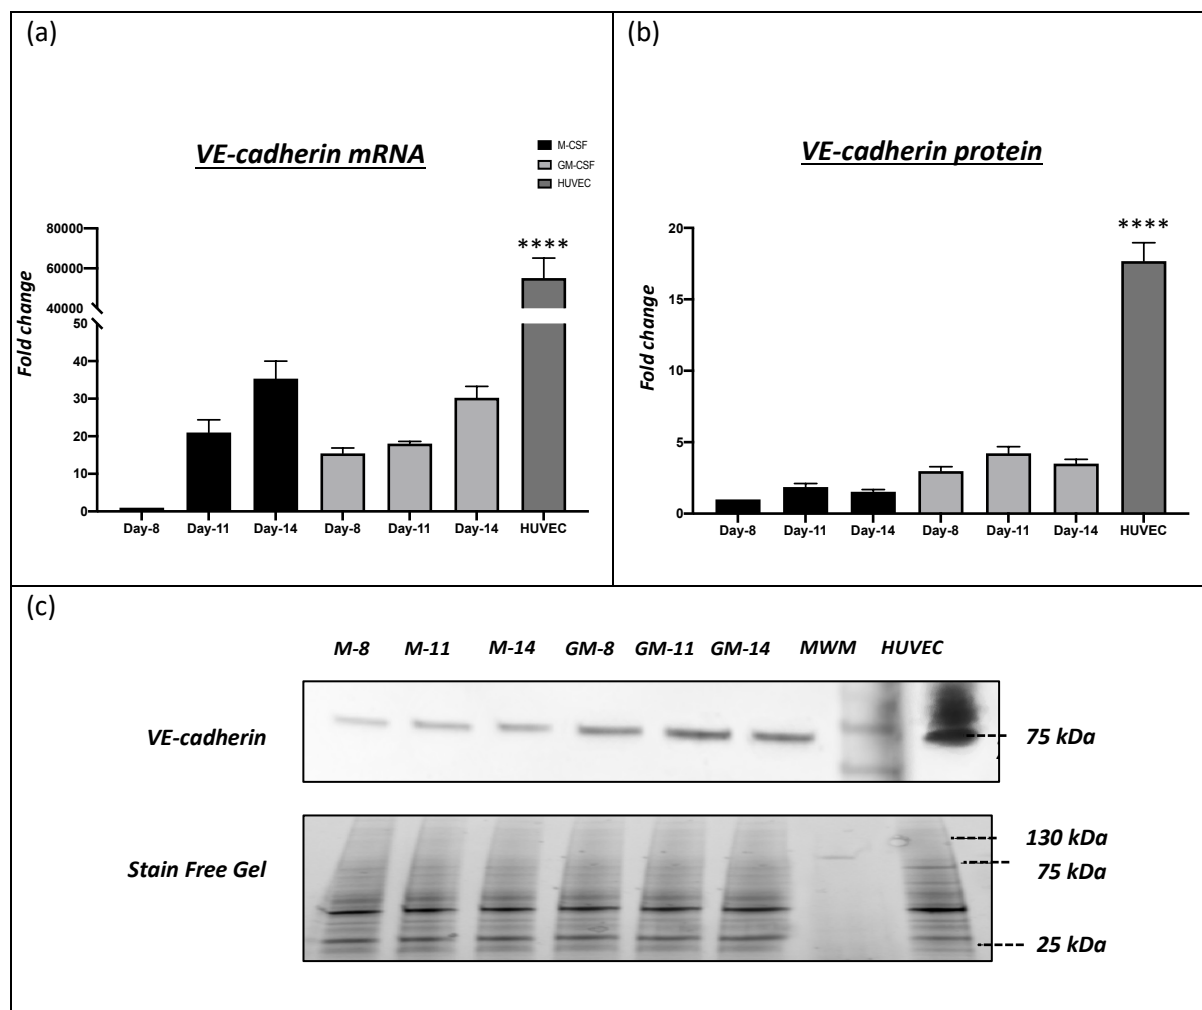 (a)
VE-cadherin mRNA
M-CSF
GM-CSF
HUVEC
Fold change
80000
60000
40000
50
40
30
20
10
0
****
Day-8 Day-11 Day-14 Day-8 Day-11 Day-14 HUVEC
(b)
VE-cadherin protein
Fold change
20
15
10
5
0
****
Day-8 Day-11 Day-14 Day-8 Day-11 Day-14 HUVEC
(c)
M-8 M-11 M-14 GM-8 GM-11 GM-14 MWM HUVEC
VE-cadherin
75 kDa
Stain Free Gel
130 kDa
75 kDa
25 kDa